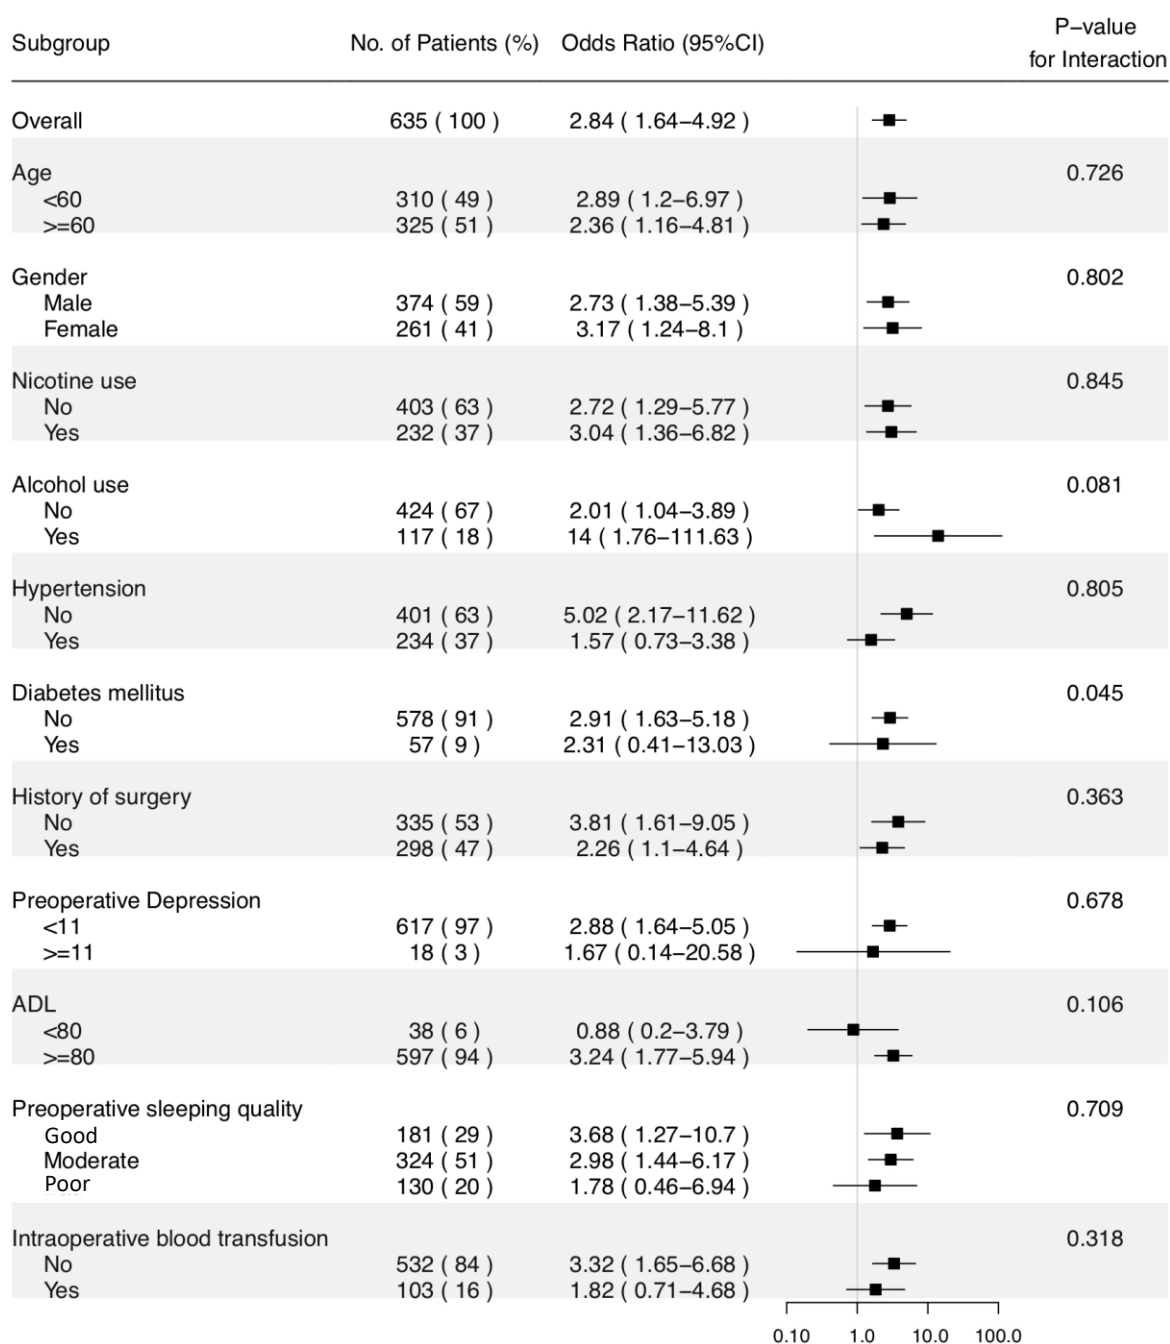 Subgroup No. of Patients (%) Odds Ratio (95%CI) P−value for Interaction
Overall 635 ( 100 ) 2.84 ( 1.64−4.92 )
Age 0.726
<60 310 ( 49 ) 2.89 ( 1.2−6.97 )
>=60 325 ( 51 ) 2.36 ( 1.16−4.81 )
Gender 0.802
Male 374 ( 59 ) 2.73 ( 1.38−5.39 )
Female 261 ( 41 ) 3.17 ( 1.24−8.1 )
Nicotine use 0.845
No 403 ( 63 ) 2.72 ( 1.29−5.77 )
Yes 232 ( 37 ) 3.04 ( 1.36−6.82 )
Alcohol use 0.081
No 424 ( 67 ) 2.01 ( 1.04−3.89 )
Yes 117 ( 18 ) 14 ( 1.76−111.63 )
Hypertension 0.805
No 401 ( 63 ) 5.02 ( 2.17−11.62 )
Yes 234 ( 37 ) 1.57 ( 0.73−3.38 )
Diabetes mellitus 0.045
No 578 ( 91 ) 2.91 ( 1.63−5.18 )
Yes 57 ( 9 ) 2.31 ( 0.41−13.03 )
History of surgery 0.363
No 335 ( 53 ) 3.81 ( 1.61−9.05 )
Yes 298 ( 47 ) 2.26 ( 1.1−4.64 )
Preoperative Depression 0.678
<11 617 ( 97 ) 2.88 ( 1.64−5.05 )
>=11 18 ( 3 ) 1.67 ( 0.14−20.58 )
ADL 0.106
<80 38 ( 6 ) 0.88 ( 0.2−3.79 )
>=80 597 ( 94 ) 3.24 ( 1.77−5.94 )
Preoperative sleeping quality 0.709
Good 181 ( 29 ) 3.68 ( 1.27−10.7 )
Moderate 324 ( 51 ) 2.98 ( 1.44−6.17 )
Poor 130 ( 20 ) 1.78 ( 0.46−6.94 )
Intraoperative blood transfusion 0.318
No 532 ( 84 ) 3.32 ( 1.65−6.68 )
Yes 103 ( 16 ) 1.82 ( 0.71−4.68 )
0.10 1.0 10.0 100.0